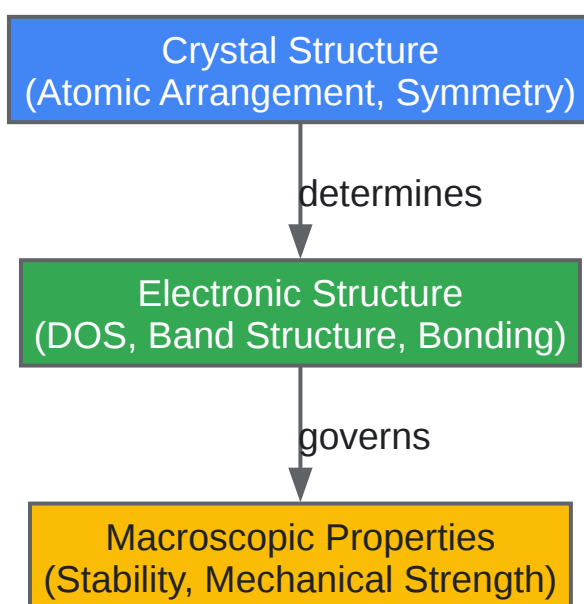 Crystal Structure
(Atomic Arrangement, Symmetry)
determines
Electronic Structure
(DOS, Band Structure, Bonding)
governs
Macroscopic Properties
(Stability, Mechanical Strength)